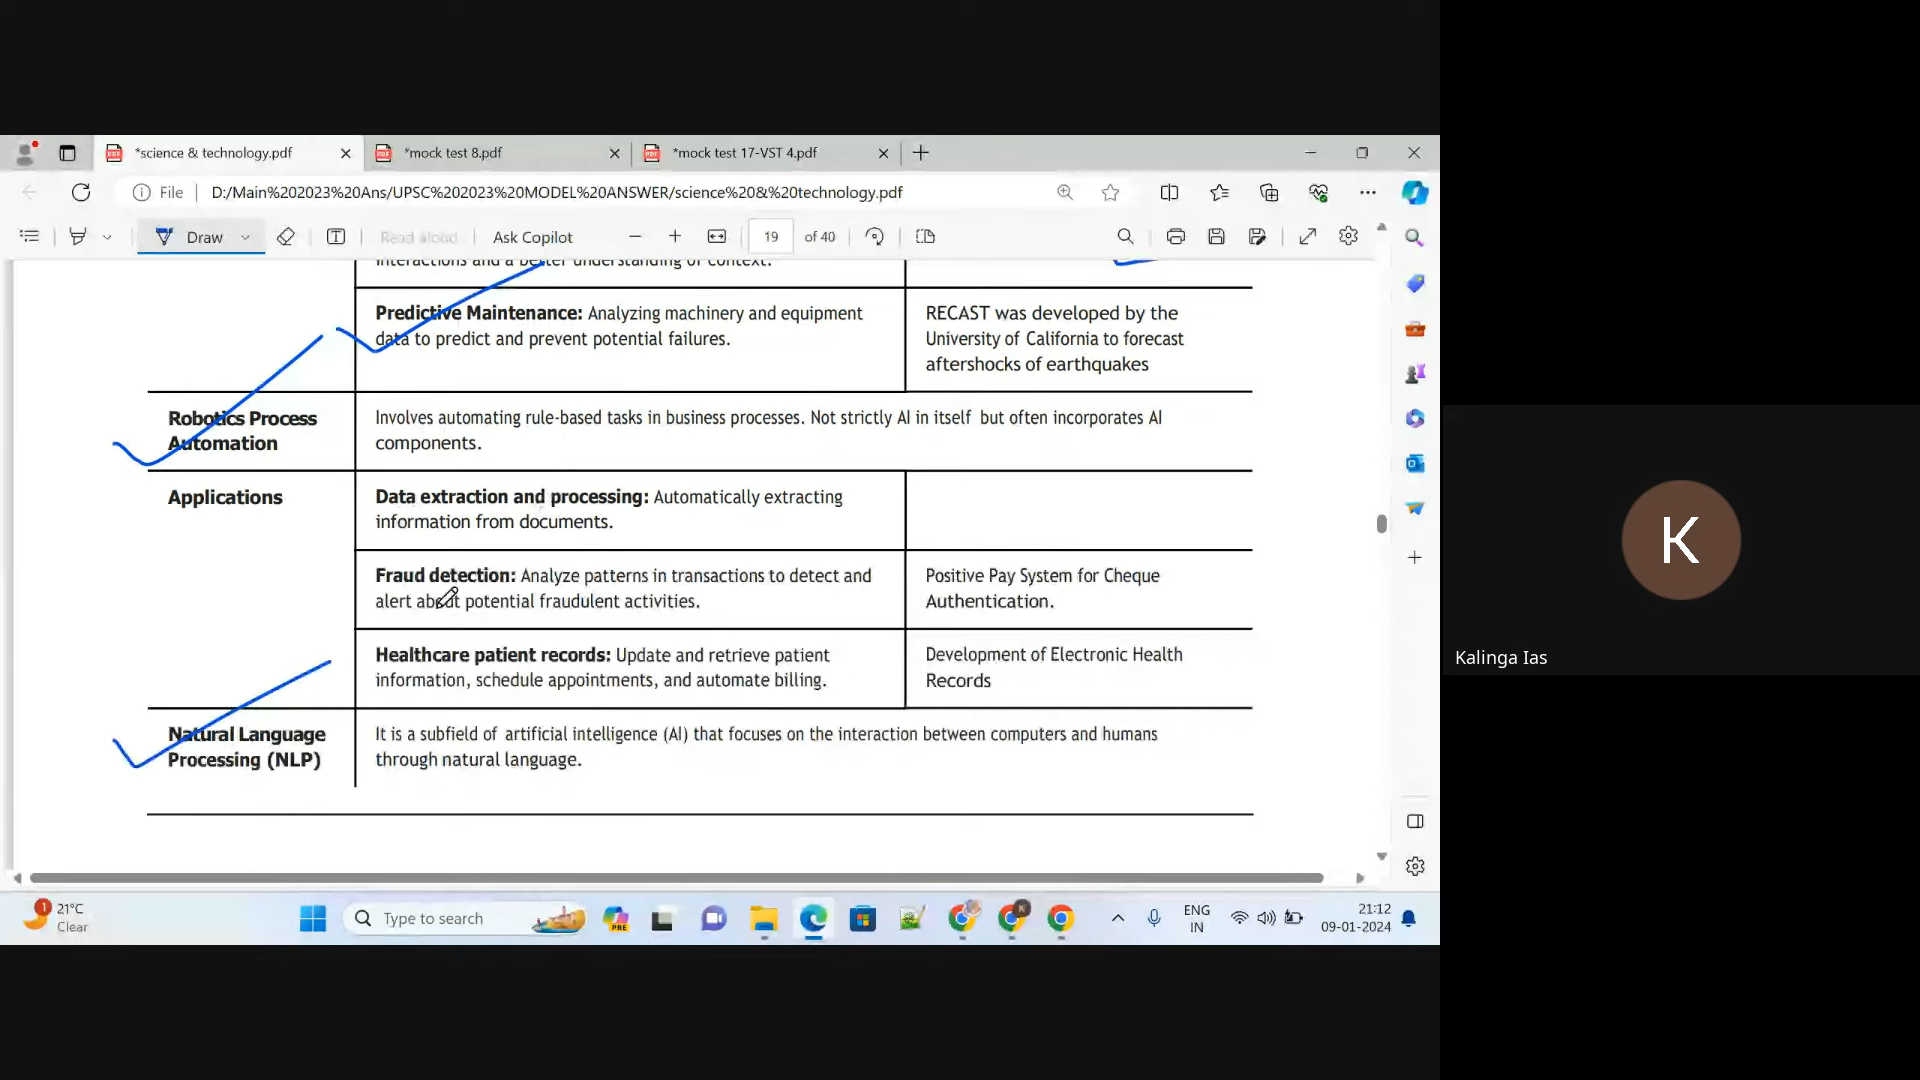 *science & technology.pdf
*mock test 8.pdf
*mock test 17-VST 4.pdf
File
D:/Main%202023%20Ans/UPSC%202023%20MODEL%20ANSWER/science%20&%20technology.pdf
Draw
Read aloud
Ask Copilot
19
of 40
interactions and a better understanding of context.
Predictive Maintenance: Analyzing machinery and equipment
data to predict and prevent potential failures.
RECAST was developed by the
University of California to forecast
aftershocks of earthquakes
Robotics Process
Automation
Involves automating rule-based tasks in business processes. Not strictly AI in itself but often incorporates AI
components.
Applications
Data extraction and processing: Automatically extracting
information from documents.
Fraud detection: Analyze patterns in transactions to detect and
alert about potential fraudulent activities.
Positive Pay System for Cheque
Authentication.
Healthcare patient records: Update and retrieve patient
information, schedule appointments, and automate billing.
Development of Electronic Health
Records
Natural Language
Processing (NLP)
It is a subfield of artificial intelligence (AI) that focuses on the interaction between computers and humans
through natural language.
K
Kalinga Ias
1
21°C
Clear
Type to search
PRE
K
ENG
IN
21:12
09-01-2024